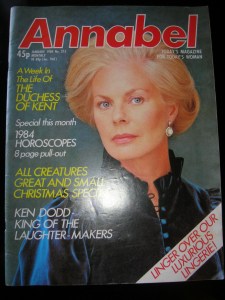 Annabel
45p
TODAY'S MAGAZINE
FOR TODAY'S WOMAN
A Week In
The Life Of
THE
DUCHESS
OF KENT
Special this month
1984
HOROSCOPES
8 page pull-out
ALL CREATURES
GREAT AND SMALL
CHRISTMAS SPECIAL
KEN DODD
KING OF THE
LAUGHTER MAKERS
LINGER OVER OUR
LUXURIOUS
LINGERIE!